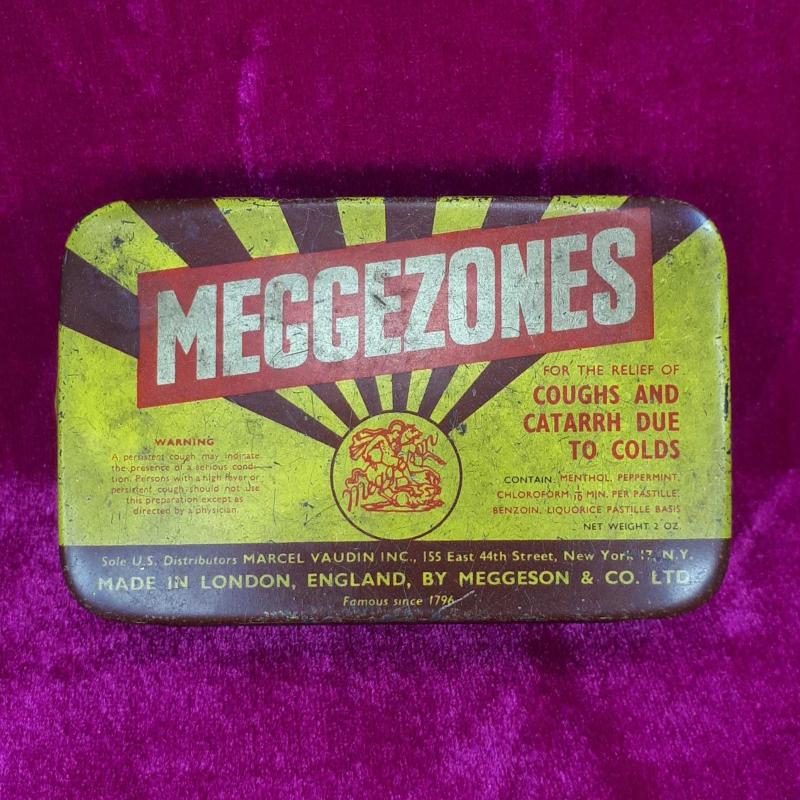 MEGGEZONES
FOR THE RELIEF OF
COUGHS AND
CATARRH DUE
TO COLDS
WARNING
A persistent cough may indicate
the presence of a serious condi-
tion. Persons with a high fever or
persistent cough should not use
this preparation except as
directed by a physician.
Meggeson
CONTAIN: MENTHOL, PEPPERMINT,
CHLOROFORM 1/10 MIN. PER PASTILLE,
BENZOIN, LIQUORICE PASTILLE BASIS
NET WEIGHT 2 OZ.
Sole U.S. Distributors MARCEL VAUDIN INC., 155 East 44th Street, New York 17, N.Y.
MADE IN LONDON, ENGLAND, BY MEGGESON & CO. LTD.
Famous since 1796